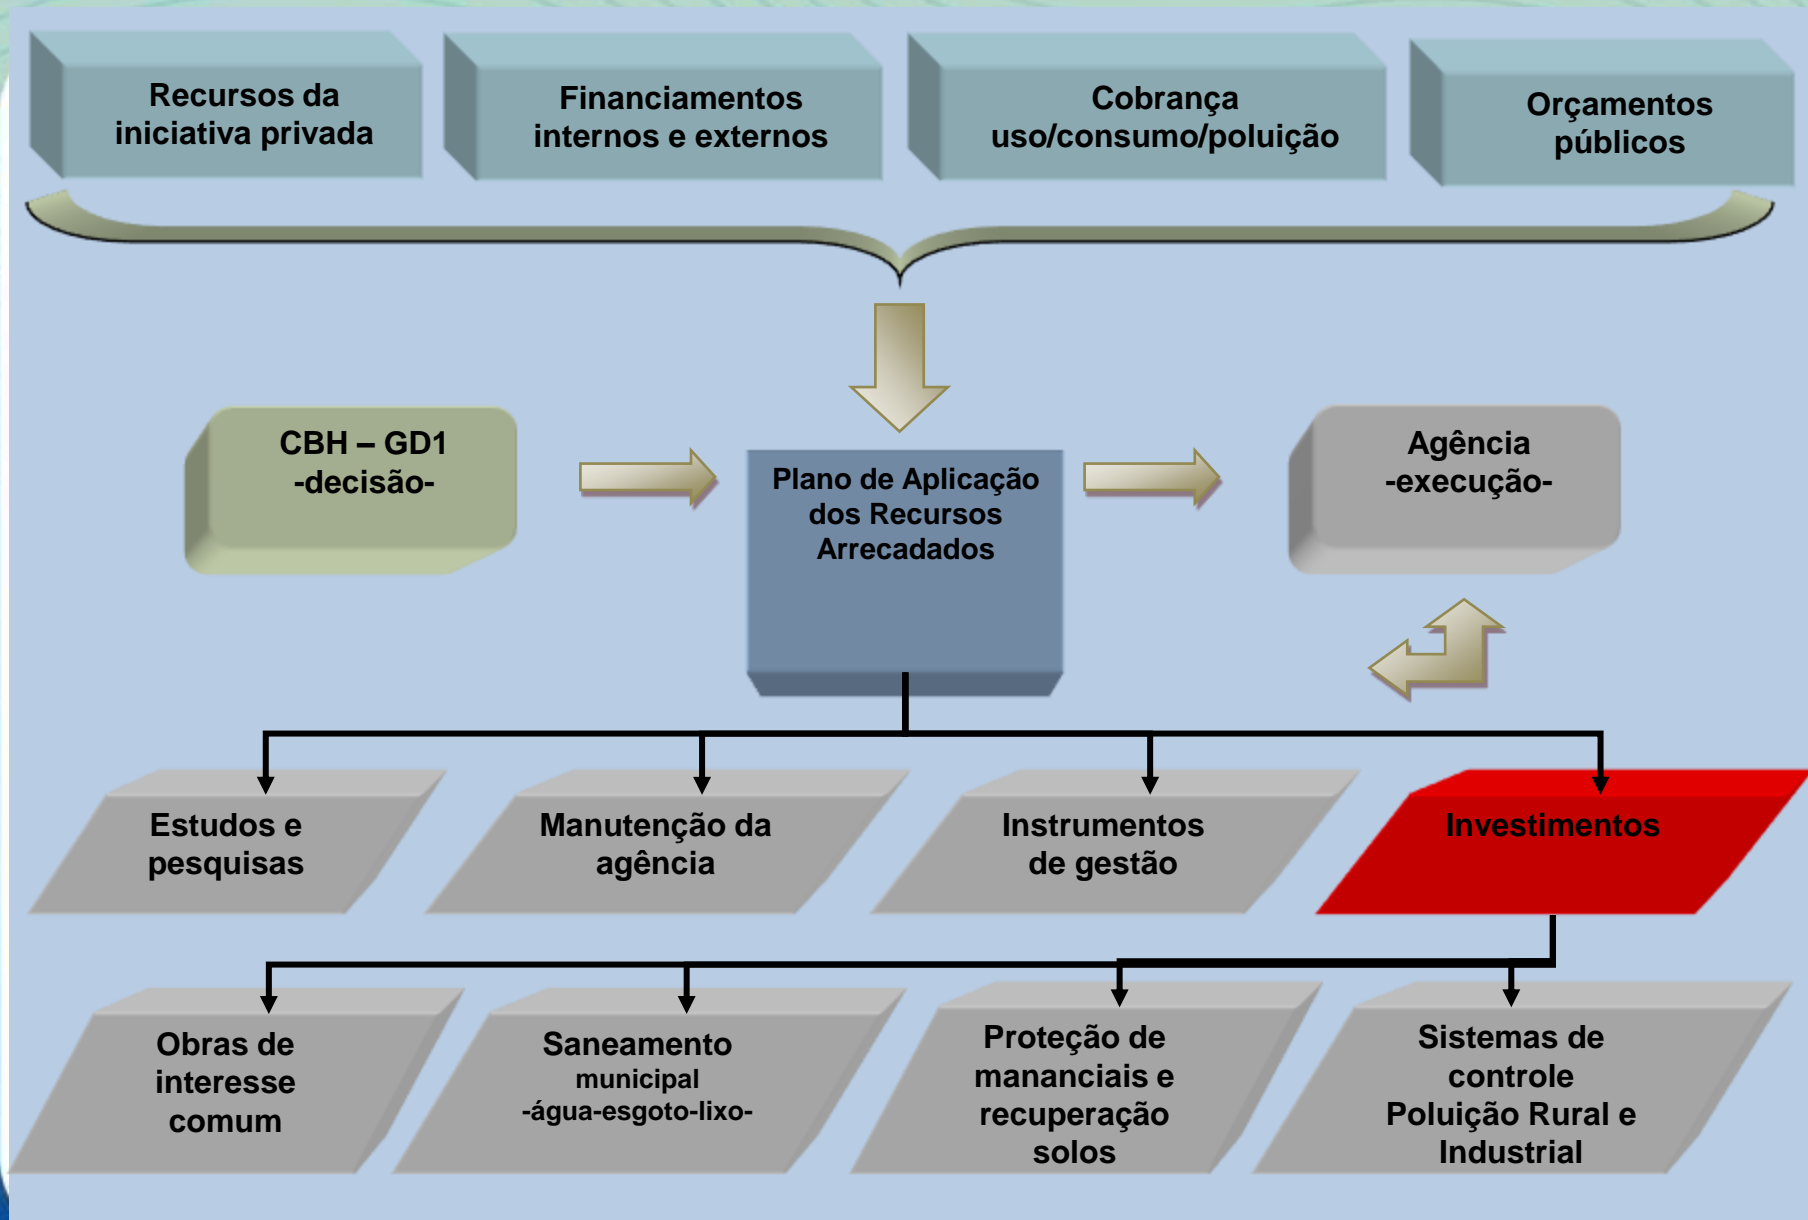 Recursos da
iniciativa privada
Financiamentos
internos e externos
Cobrança
uso/consumo/poluição
Orçamentos
públicos
CBH – GD1
-decisão-
Plano de Aplicação
dos Recursos
Arrecadados
Agência
-execução-
Estudos e
pesquisas
Manutenção da
agência
Instrumentos
de gestão
Investimentos
Obras de
interesse
comum
Saneamento
municipal
-água-esgoto-lixo-
Proteção de
mananciais e
recuperação
solos
Sistemas de
controle
Poluição Rural e
Industrial